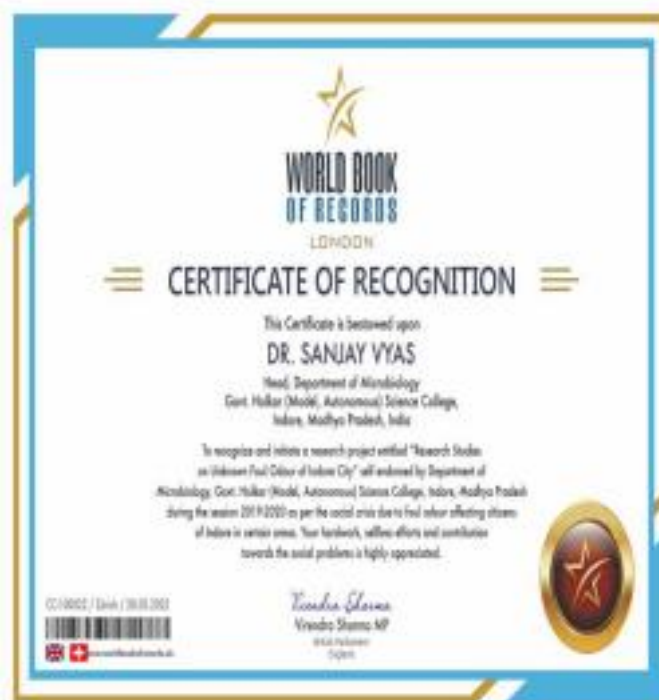 WORLD BOOK
OF RECORDS
LONDON
CERTIFICATE OF RECOGNITION
This Certificate is bestowed upon
DR. SANJAY VYAS
Head, Department of Microbiology
Govt. Holkar (Model, Autonomous) Science College,
Indore, Madhya Pradesh, India
To recognize and initiate a research project entitled "Research Studies
on Unknown Foul Odour of Indore City" self endorsed by Department of
Microbiology, Govt. Holkar (Model, Autonomous) Science College, Indore, Madhya Pradesh
during the session 2019-2020 as per the social crisis due to foul odour affecting citizens
of Indore in certain areas. Your hardwork, selfless efforts and contribution
towards the social problems is highly appreciated.
Virendra Sharma
Virendra Sharma MP
British Parliament
England